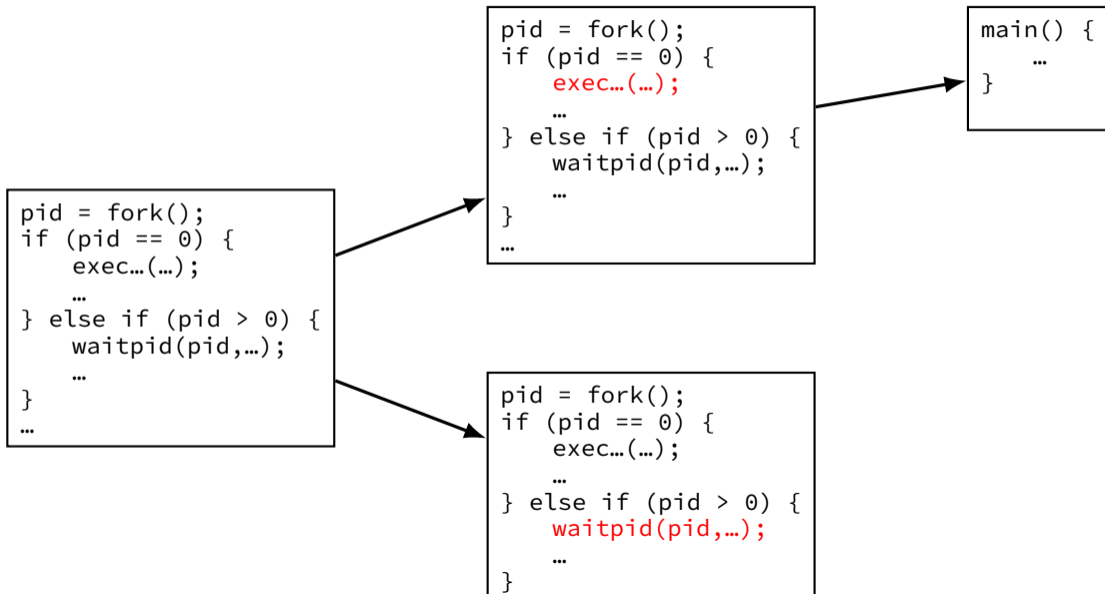 pid = fork();
if (pid == 0) {
    exec…(…);
    …
} else if (pid > 0) {
    waitpid(pid,…);
    …
}
…
pid = fork();
if (pid == 0) {
    exec…(…);
    …
} else if (pid > 0) {
    waitpid(pid,…);
    …
}
…
main() {
    …
}
pid = fork();
if (pid == 0) {
    exec…(…);
    …
} else if (pid > 0) {
    waitpid(pid,…);
    …
}